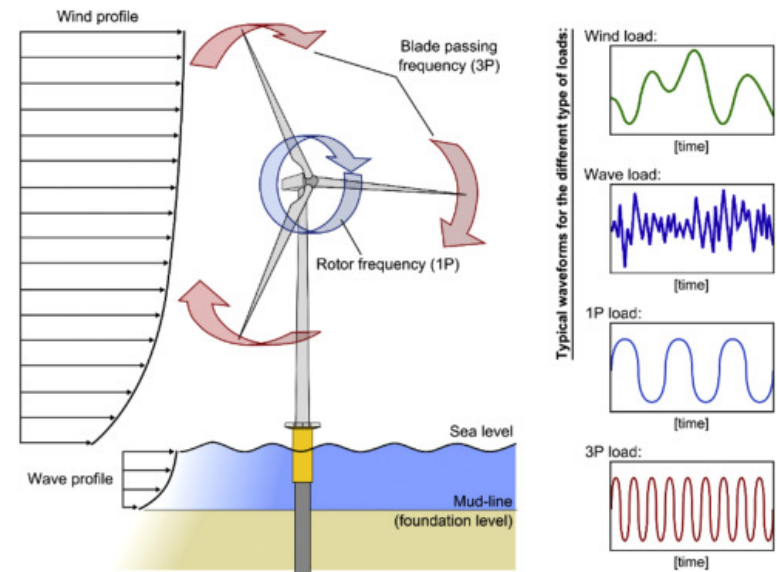 Wind profile
Blade passing
frequency (3P)
Rotor frequency (1P)
Sea level
Wave profile
Mud-line
(foundation level)
Typical waveforms for the different type of loads:
Wind load:
[time]
Wave load:
[time]
1P load:
[time]
3P load:
[time]